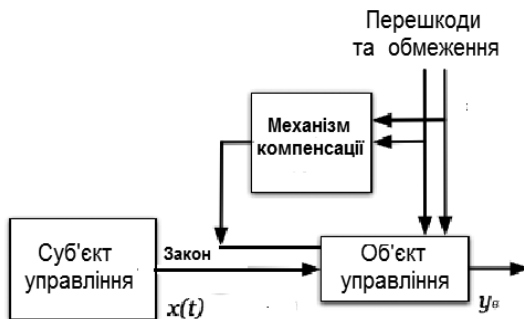 Перешкоди
та обмеження
Механізм
компенсації
Суб'єкт
управління
Закон
x(t)
Об'єкт
управління
yв